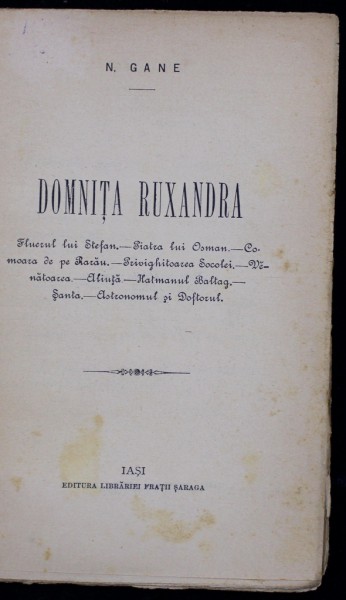 N. GANE
DOMNIȚA RUXANDRA
Fluerul lui Ștefan.—Piatra lui Osman.—Co-
moara de pe Rarău.—Privighitoarea Socolei.—Vĕ-
nătoarea.—Aliuță.—Hatmanul Baltag.—
Șanta.—Astronomul și Doftorul.
IAȘI
EDITURA LIBRĂRIEI FRAȚII ȘARAGA